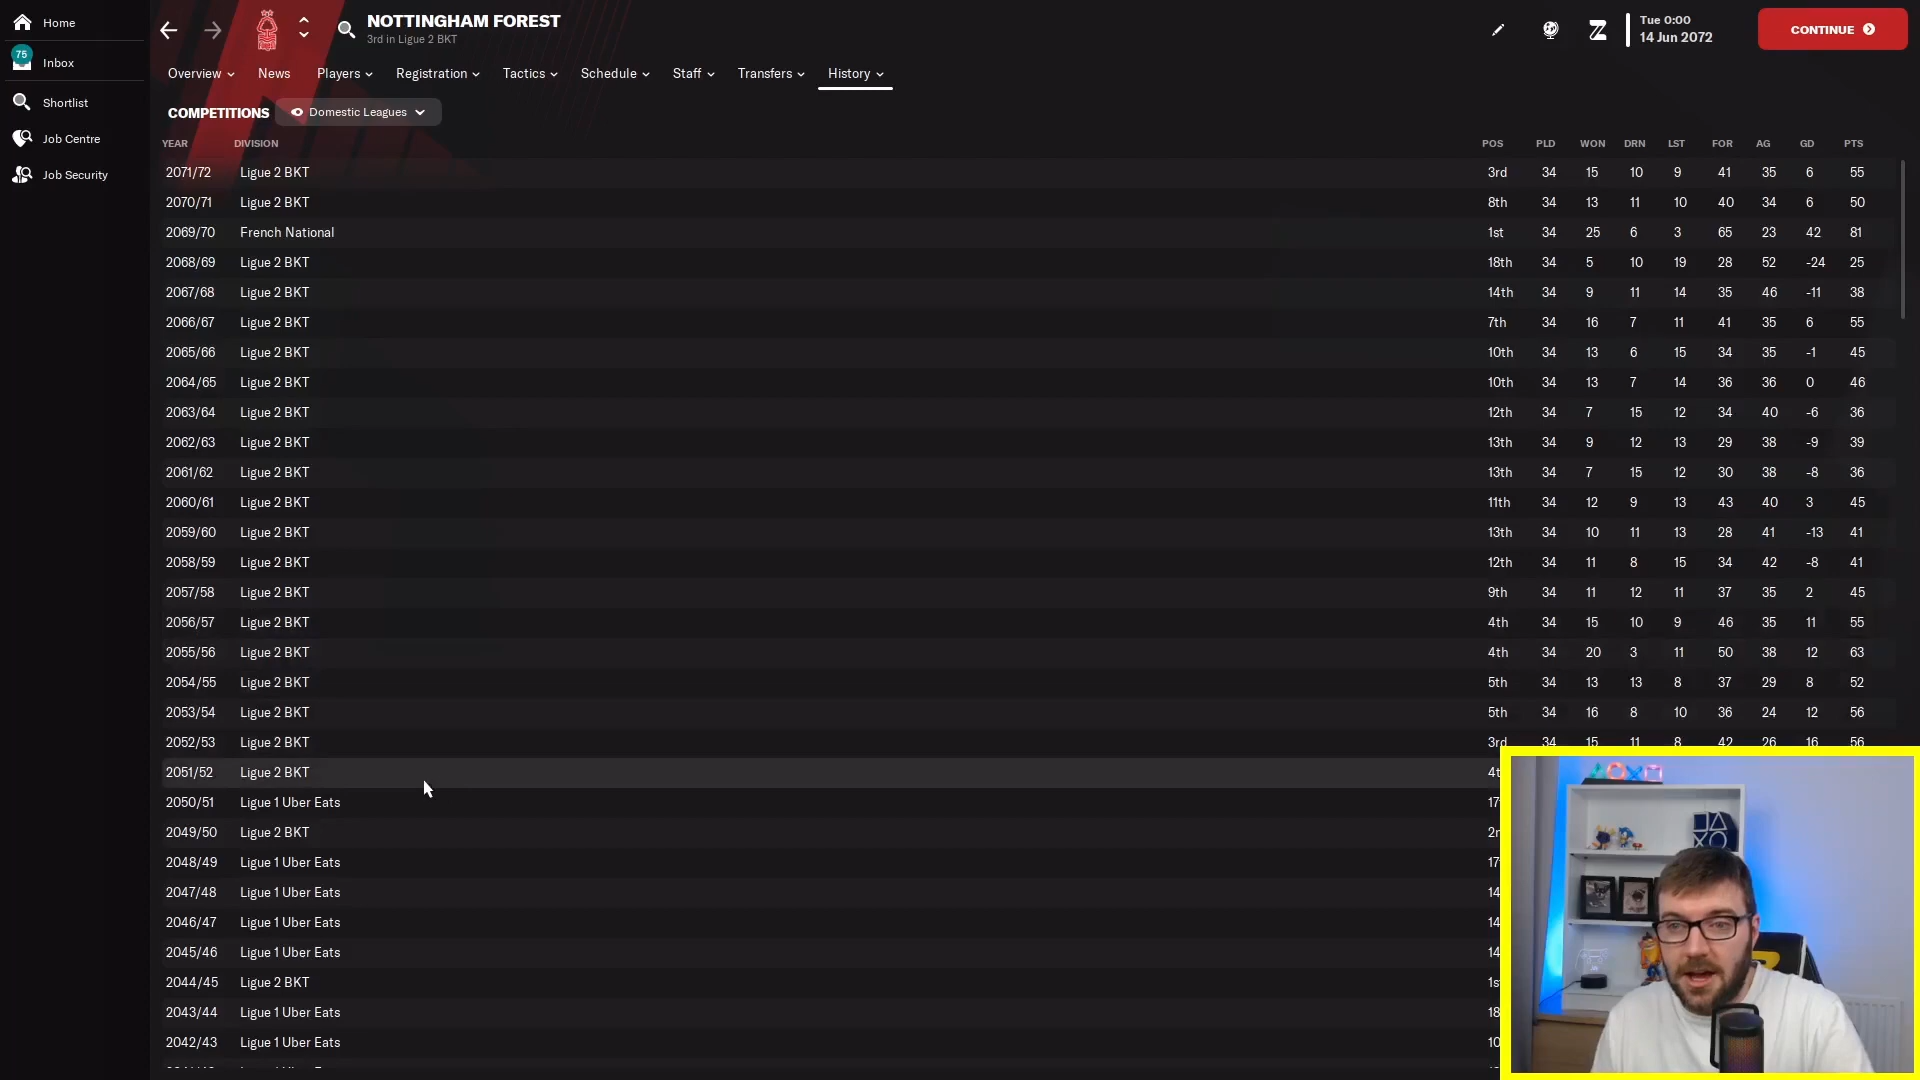 Home
75
Inbox
Shortlist
Job Centre
Job Security
NOTTINGHAM FOREST
3rd in Ligue 2 BKT
Tue 0:00
14 Jun 2072
CONTINUE
Overview News Players Registration Tactics Schedule Staff Transfers History
COMPETITIONS Domestic Leagues
YEAR DIVISION POS PLD WON DRN LST FOR AG GD PTS
2071/72 Ligue 2 BKT 3rd 34 15 10 9 41 35 6 55
2070/71 Ligue 2 BKT 8th 34 13 11 10 40 34 6 50
2069/70 French National 1st 34 25 6 3 65 23 42 81
2068/69 Ligue 2 BKT 18th 34 5 10 19 28 52 -24 25
2067/68 Ligue 2 BKT 14th 34 9 11 14 35 46 -11 38
2066/67 Ligue 2 BKT 7th 34 16 7 11 41 35 6 55
2065/66 Ligue 2 BKT 10th 34 13 6 15 34 35 -1 45
2064/65 Ligue 2 BKT 10th 34 13 7 14 36 36 0 46
2063/64 Ligue 2 BKT 12th 34 7 15 12 34 40 -6 36
2062/63 Ligue 2 BKT 13th 34 9 12 13 29 38 -9 39
2061/62 Ligue 2 BKT 13th 34 7 15 12 30 38 -8 36
2060/61 Ligue 2 BKT 11th 34 12 9 13 43 40 3 45
2059/60 Ligue 2 BKT 13th 34 10 11 13 28 41 -13 41
2058/59 Ligue 2 BKT 12th 34 11 8 15 34 42 -8 41
2057/58 Ligue 2 BKT 9th 34 11 12 11 37 35 2 45
2056/57 Ligue 2 BKT 4th 34 15 10 9 46 35 11 55
2055/56 Ligue 2 BKT 4th 34 20 3 11 50 38 12 63
2054/55 Ligue 2 BKT 5th 34 13 13 8 37 29 8 52
2053/54 Ligue 2 BKT 5th 34 16 8 10 36 24 12 56
2052/53 Ligue 2 BKT 3rd 34 15 11 8 42 26 16 56
2051/52 Ligue 2 BKT
2050/51 Ligue 1 Uber Eats
2049/50 Ligue 2 BKT
2048/49 Ligue 1 Uber Eats
2047/48 Ligue 1 Uber Eats
2046/47 Ligue 1 Uber Eats
2045/46 Ligue 1 Uber Eats
2044/45 Ligue 2 BKT
2043/44 Ligue 1 Uber Eats
2042/43 Ligue 1 Uber Eats